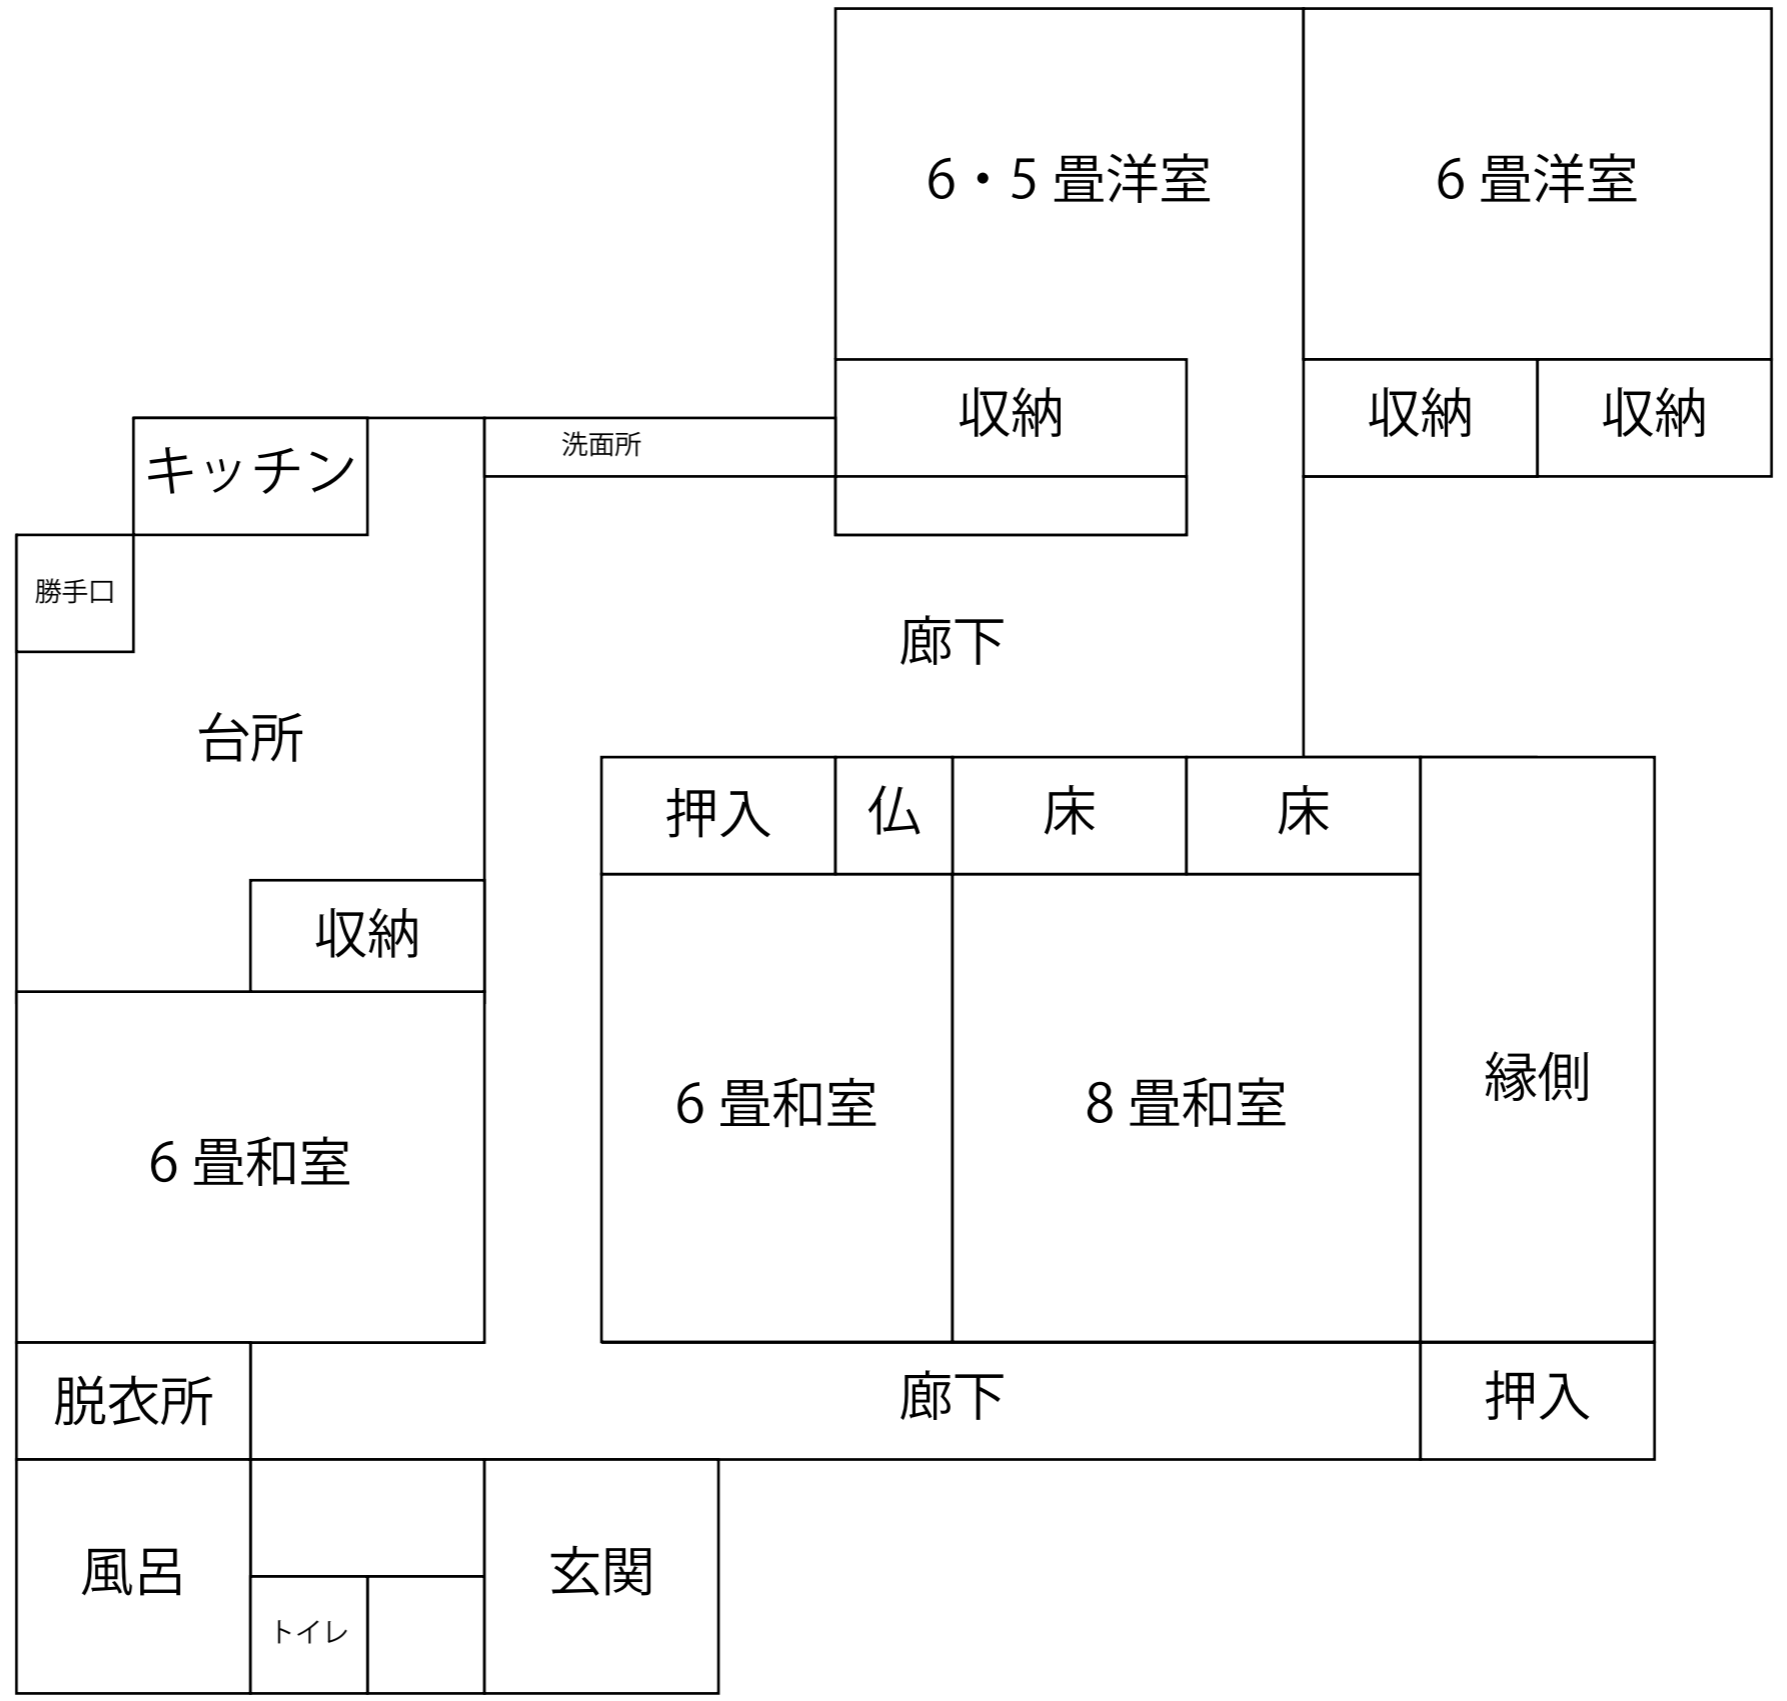 6・5 畳洋室
6 畳洋室
収納
収納
収納
洗面所
キッチン
勝手口
廊下
台所
押入
仏
床
床
収納
縁側
6 畳和室
8 畳和室
6 畳和室
脱衣所
廊下
押入
風呂
玄関
トイレ